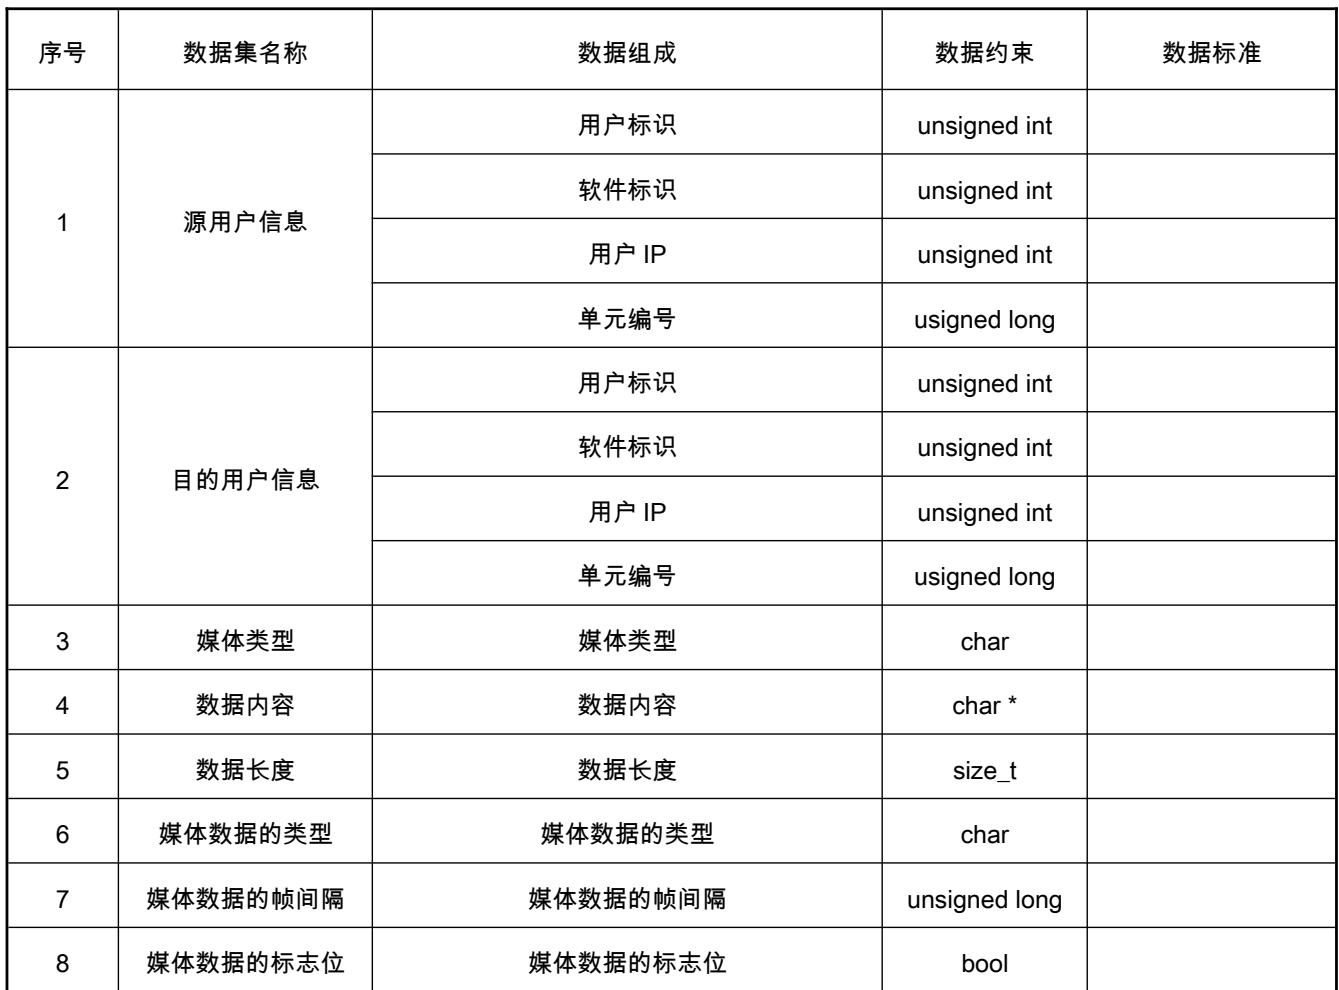 序号 数据集名称 数据组成 数据约束 数据标准
用户标识 unsigned int
软件标识 unsigned int
1 源用户信息
用户 IP unsigned int
单元编号 usigned long
用户标识 unsigned int
软件标识 unsigned int
2 目的用户信息
用户 IP unsigned int
单元编号 usigned long
3 媒体类型 媒体类型 char
4 数据内容 数据内容 char *
5 数据长度 数据长度 size_t
6 媒体数据的类型 媒体数据的类型 char
7 媒体数据的帧间隔 媒体数据的帧间隔 unsigned long
8 媒体数据的标志位 媒体数据的标志位 bool